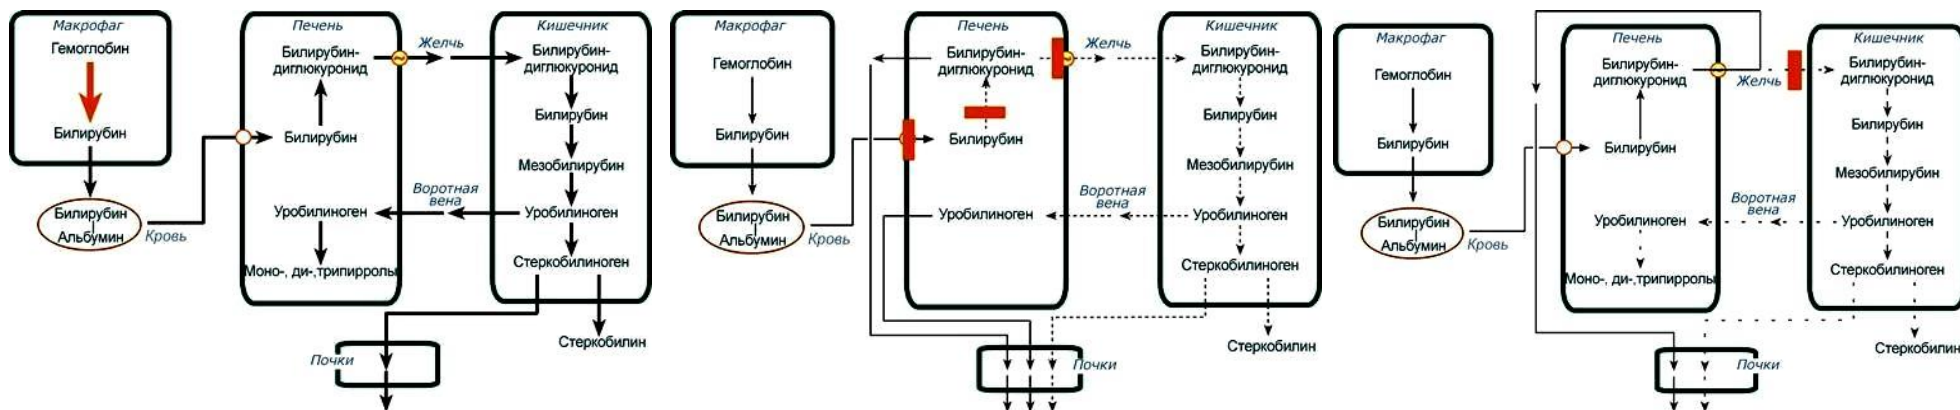 Макрофаг
Гемоглобин
Билирубин
Билирубин
Альбумин
Кровь
Печень
Билирубин-
диглюкуронид
Билирубин
Уробилиноген
Моно-, ди-,трипирролы
Желчь
Воротная
вена
Кишечник
Билирубин-
диглюкуронид
Билирубин
Мезобилирубин
Уробилиноген
Стеркобилиноген
Стеркобилин
Почки
Макрофаг
Гемоглобин
Билирубин
Билирубин
Альбумин
Кровь
Печень
Билирубин-
диглюкуронид
Билирубин
Уробилиноген
Желчь
Воротная
вена
Кишечник
Билирубин-
диглюкуронид
Билирубин
Мезобилирубин
Уробилиноген
Стеркобилиноген
Стеркобилин
Почки
Макрофаг
Гемоглобин
Билирубин
Билирубин
Альбумин
Кровь
Печень
Билирубин-
диглюкуронид
Билирубин
Уробилиноген
Моно-, ди-,трипирролы
Желчь
Воротная
вена
Кишечник
Билирубин-
диглюкуронид
Билирубин
Мезобилирубин
Уробилиноген
Стеркобилиноген
Стеркобилин
Почки